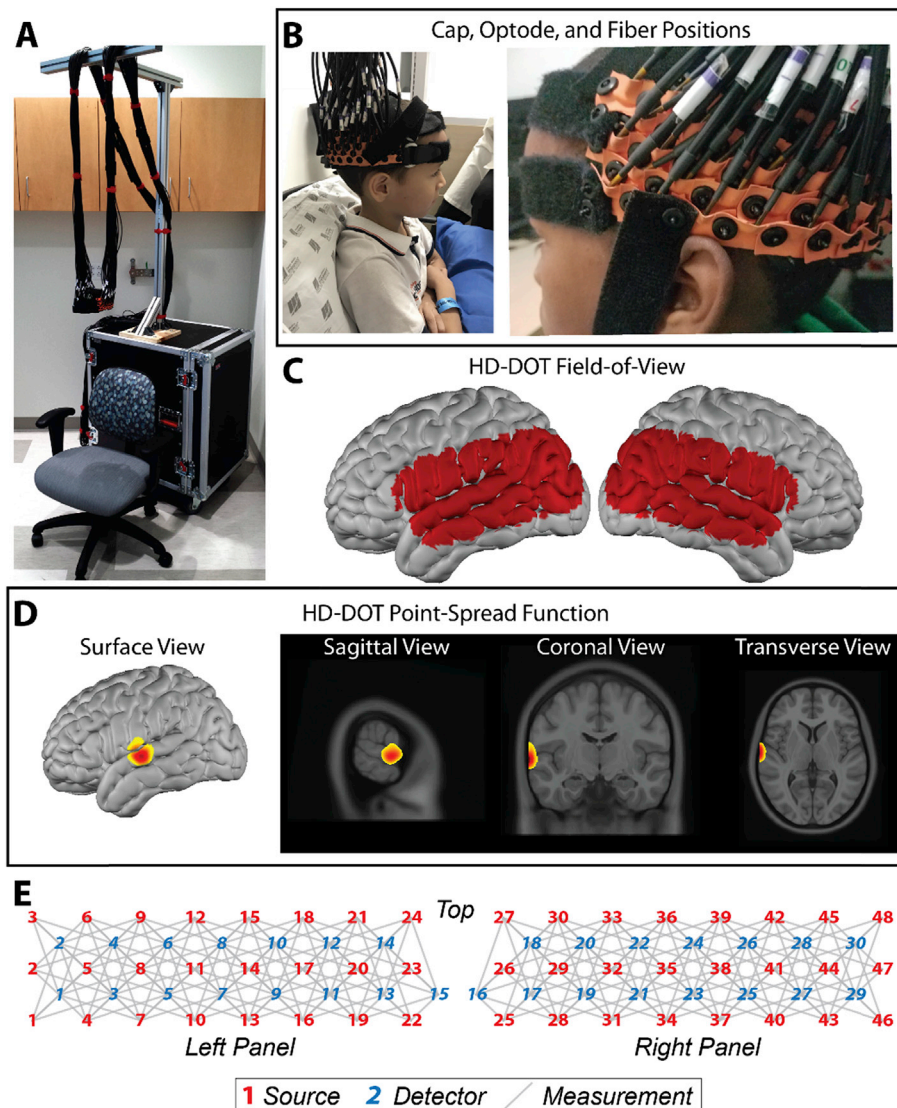 A
B
Cap, Optode, and Fiber Positions
C
HD-DOT Field-of-View
D
HD-DOT Point-Spread Function
Surface View
Sagittal View
Coronal View
Transverse View
E
Top
3 6 9 12 15 18 21 24 27 30 33 36 39 42 45 48
2 4 6 8 10 12 14 18 20 22 24 26 28 30
2 5 8 11 14 17 20 23 26 29 32 35 38 41 44 47
1 3 5 7 9 11 13 15 16 17 19 21 23 25 27 29
1 4 7 10 13 16 19 22 25 28 31 34 37 40 43 46
Left Panel
Right Panel
1 Source 2 Detector Measurement